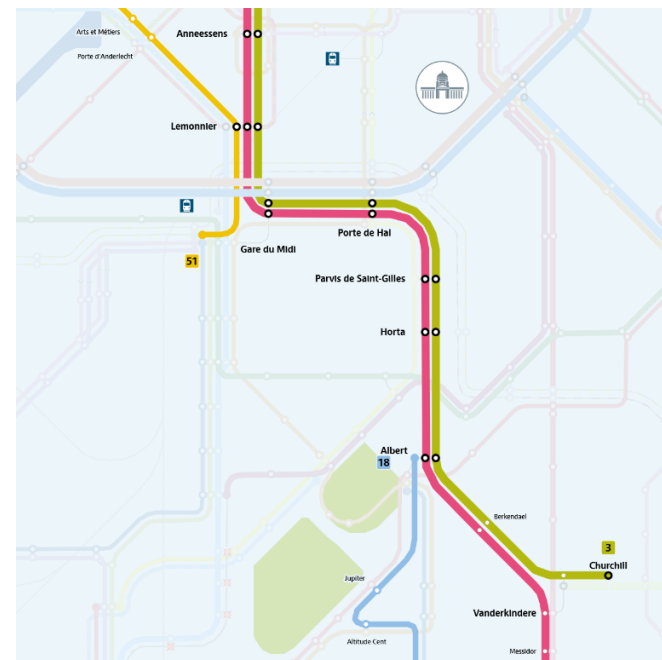 Arts et Métiers
Anneessens
Porte d'Anderlecht
Lemonnier
Porte de Hal
Gare du Midi
51
Parvis de Saint-Gilles
Horta
Albert
18
Berkendael
3
Churchill
Jupiter
Vanderkindere
Altitude Cent
Messidor